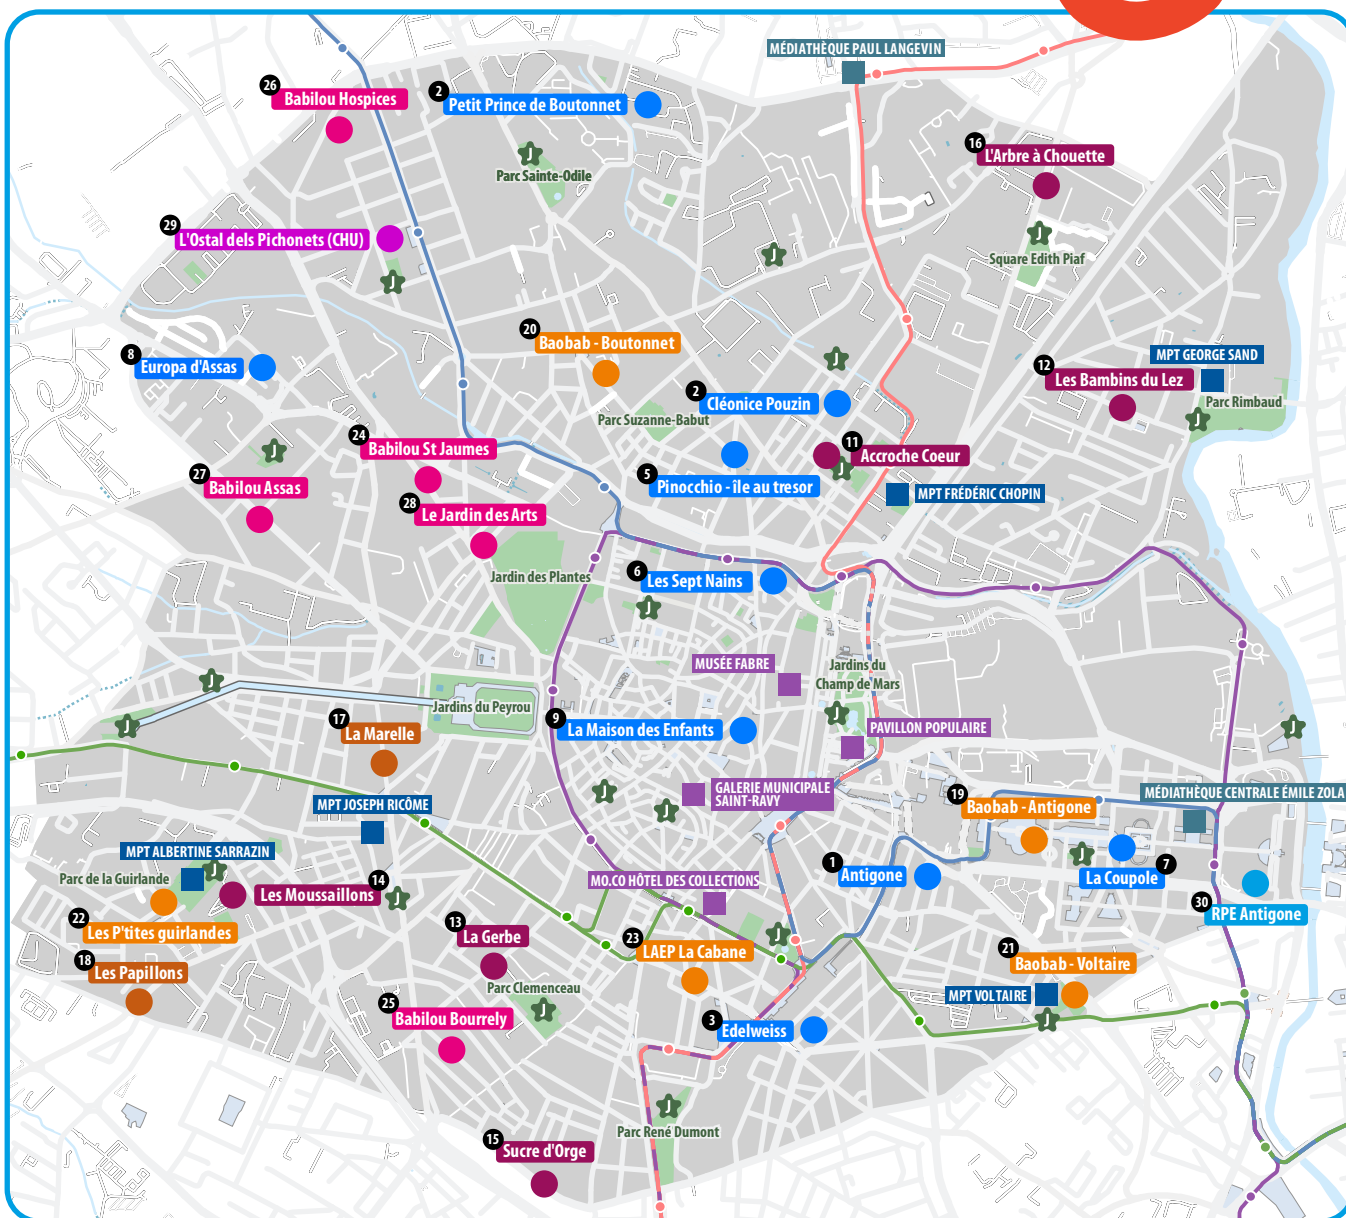 MÉDIATHÈQUE PAUL LANGEVIN
26
Babilou Hospices
2
Petit Prince de Boutonnet
J
Parc Sainte-Odile
16
L'Arbre à Chouette
29
L'Ostal dels Pichonets (CHU)
J
J
J
Square Edith Piaf
20
Baobab - Boutonnet
8
Europa d'Assas
J
MPT GEORGE SAND
12
Les Bambins du Lez
2
Cléonice Pouzin
Parc Rimbaud
J
Parc Suzanne-Babut
24
Babilou St Jaumes
J
11
Accroche Coeur
J
27
Babilou Assas
5
Pinocchio - île au tresor
MPT FRÉDÉRIC CHOPIN
28
Le Jardin des Arts
Jardin des Plantes
6
Les Sept Nains
J
MUSÉE FABRE
Jardins du
Champ de Mars
J
J
Jardins du Peyrou
J
J
17
La Marelle
9
La Maison des Enfants
PAVILLON POPULAIRE
J
GALERIE MUNICIPALE
SAINT-RAVY
J
J
MPT JOSEPH RICÔME
19
Baobab - Antigone
MÉDIATHÈQUE CENTRALE ÉMILE ZOLA
MPT ALBERTINE SARRAZIN
J
Parc de la Guirlande
14
Les Moussaillons
J
MO.CO HÔTEL DES COLLECTIONS
1
Antigone
J
7
La Coupole
30
RPE Antigone
22
Les P'tites guirlandes
13
La Gerbe
23
LAEP La Cabane
J
21
Baobab - Voltaire
18
Les Papillons
Parc Clemenceau
J
MPT VOLTAIRE
J
25
Babilou Bourrely
3
Edelweiss
J
Parc René Dumont
15
Sucre d'Orge